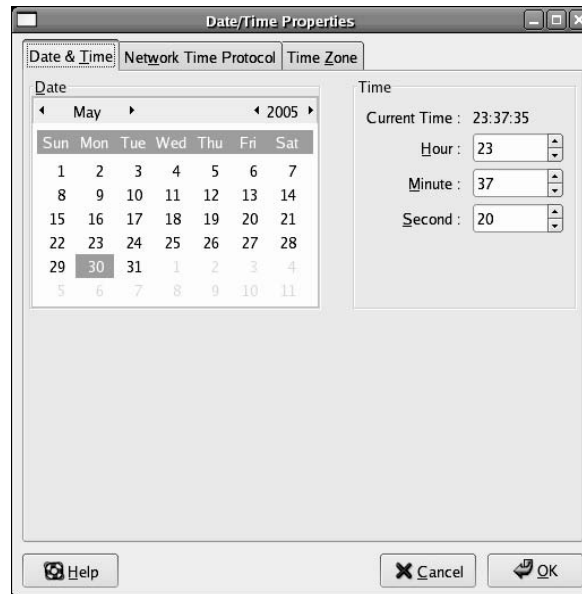 Date/Time Properties
Date & Time
Network Time Protocol
Time Zone
Date
May
2005
Sun Mon Tue Wed Thu Fri Sat
1 2 3 4 5 6 7
8 9 10 11 12 13 14
15 16 17 18 19 20 21
22 23 24 25 26 27 28
29 30 31 1 2 3 4
5 6 7 8 9 10 11
Time
Current Time : 23:37:35
Hour : 23
Minute : 37
Second : 20
Help
Cancel
OK